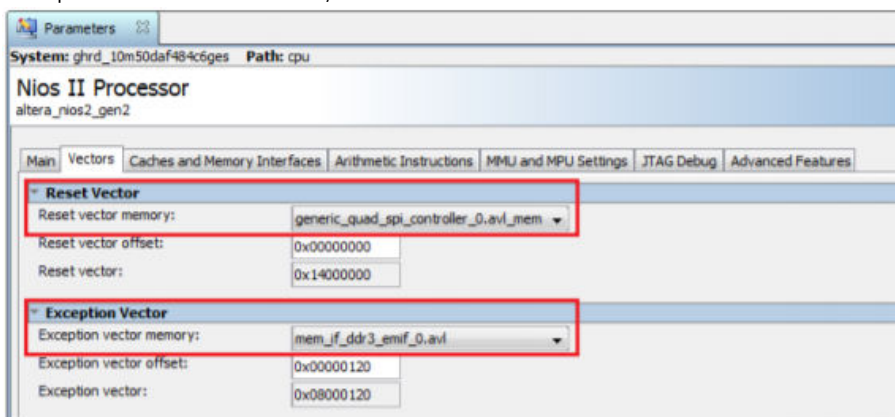 Parameters
System: ghrd_10m50daf484c6ges Path: cpu
Nios II Processor
altera_nios2_gen2
Main Vectors Caches and Memory Interfaces Arithmetic Instructions MMU and MPU Settings JTAG Debug Advanced Features
Reset Vector
Reset vector memory: generic_quad_spi_controller_0.avl_mem
Reset vector offset: 0x00000000
Reset vector: 0x14000000
Exception Vector
Exception vector memory: mem_if_ddr3_emif_0.avl
Exception vector offset: 0x00000120
Exception vector: 0x08000120